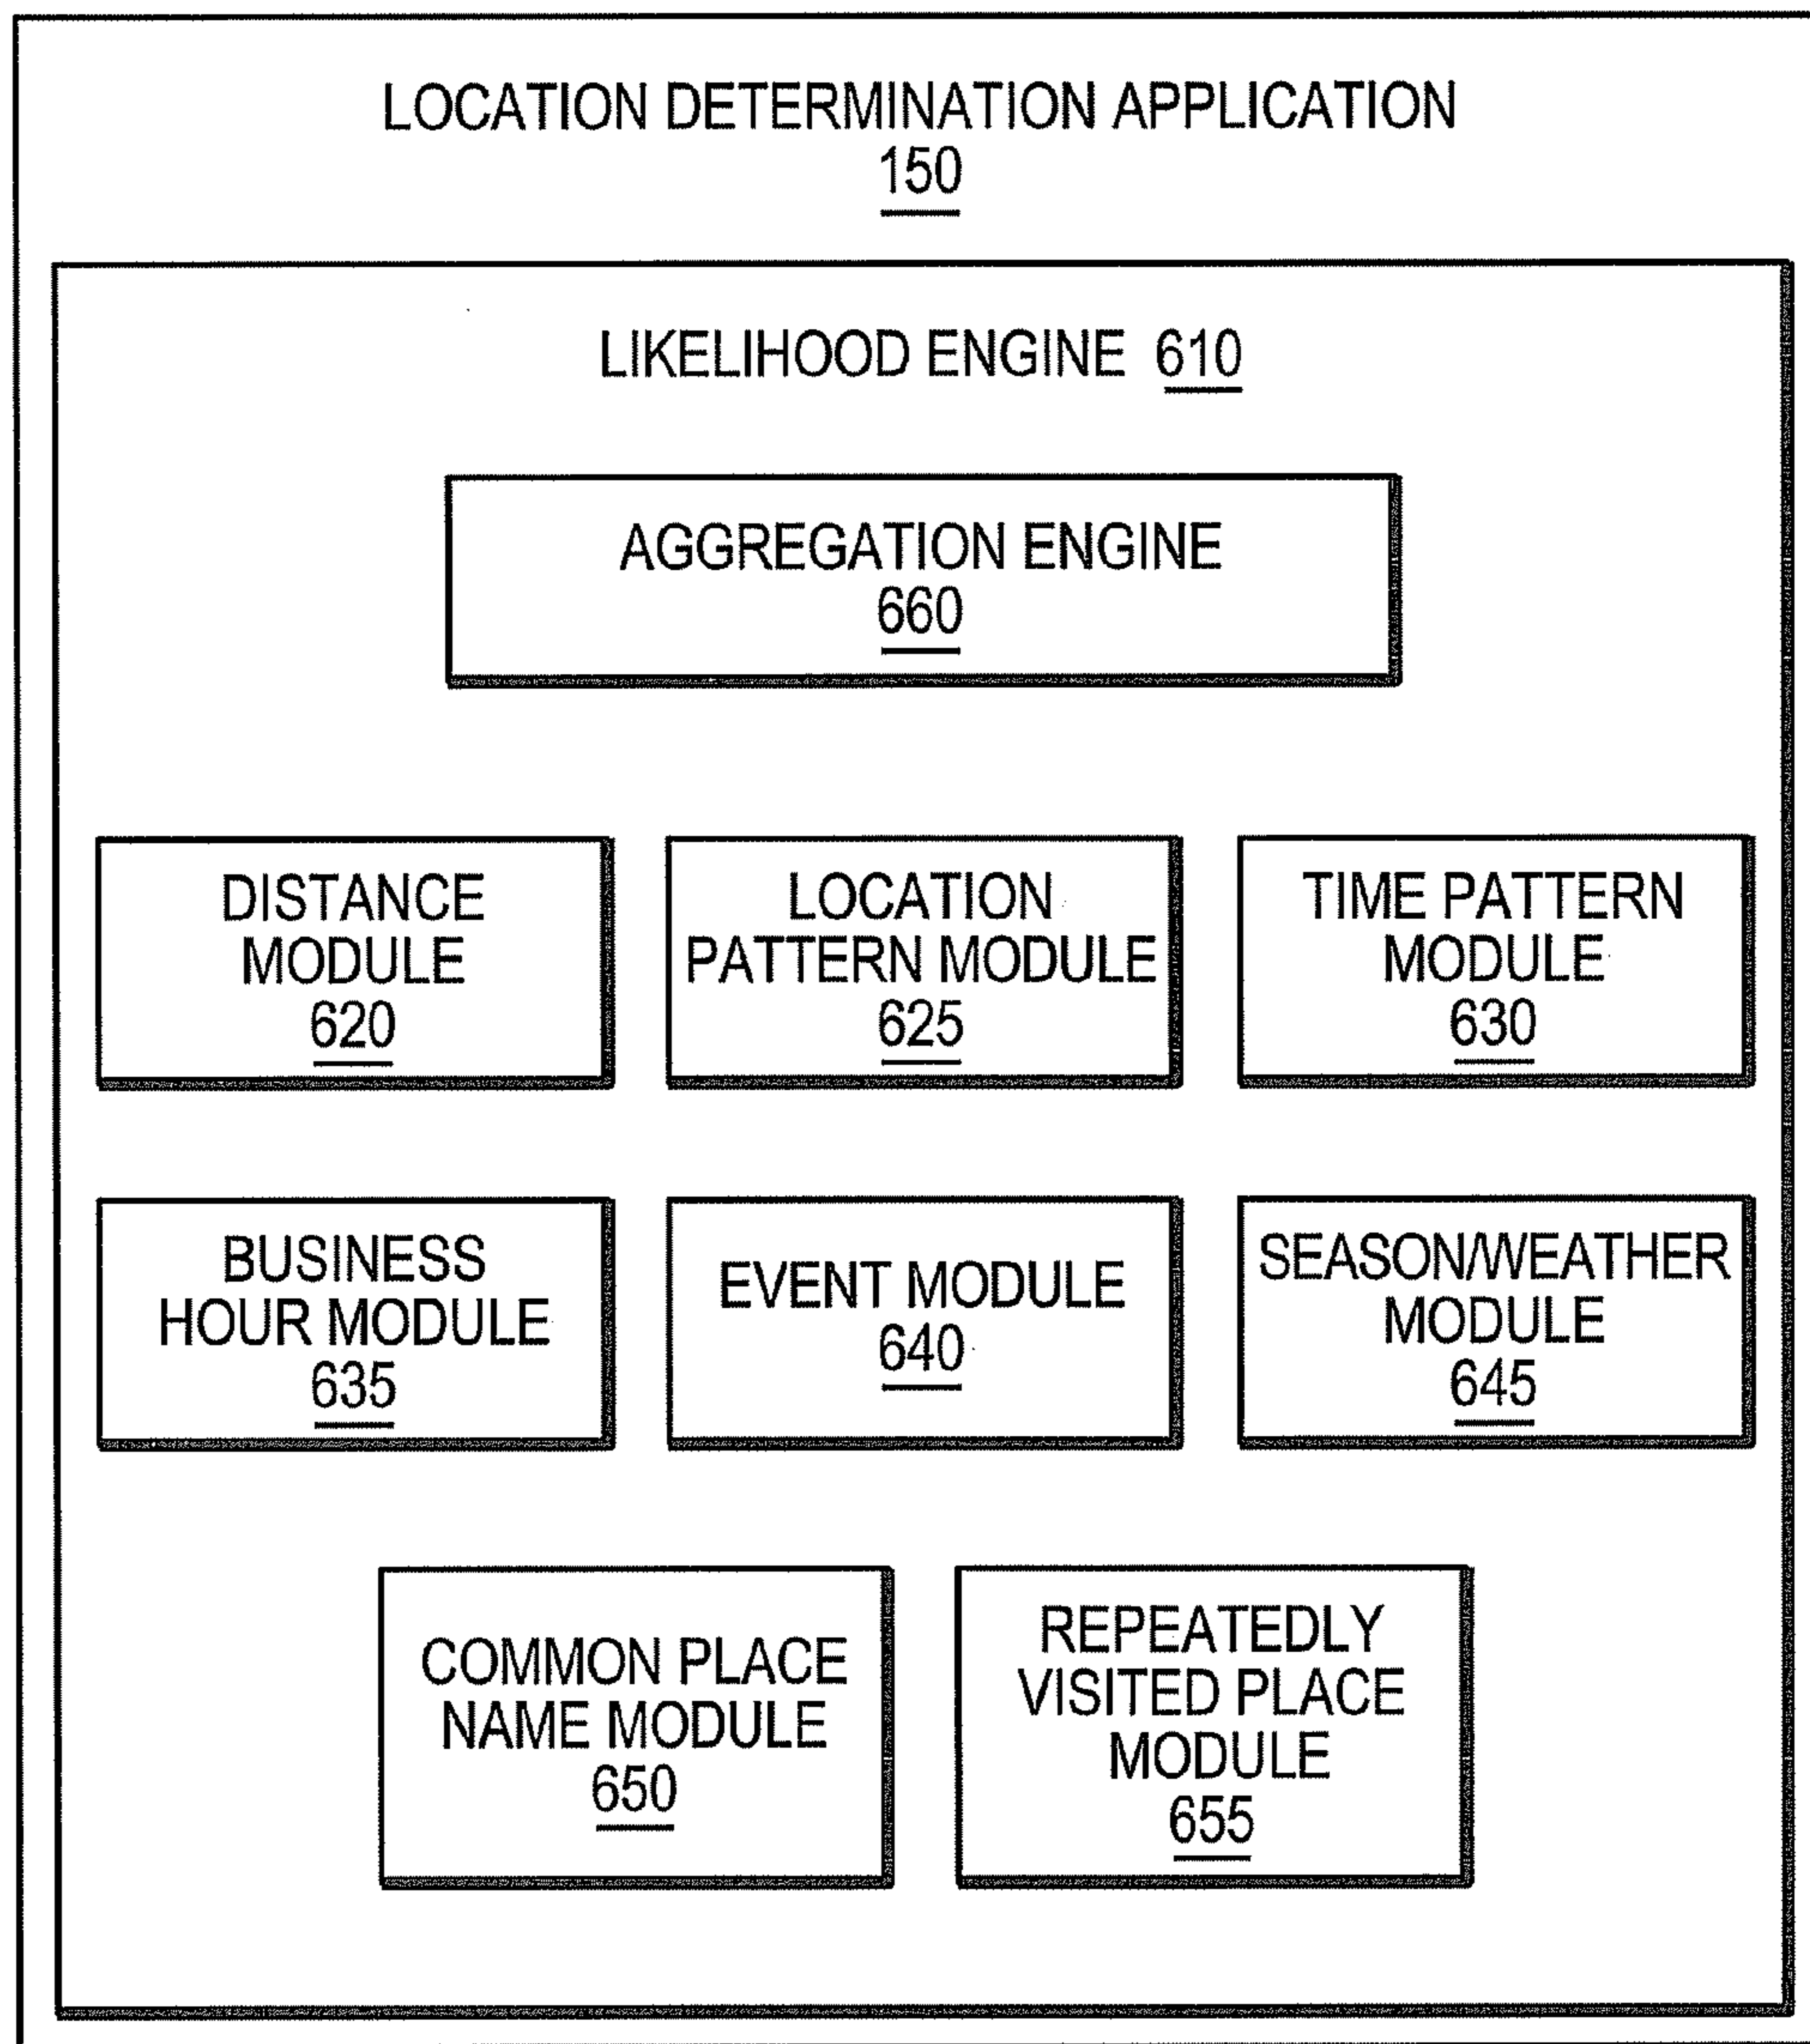 LOCATION DETERMINATION APPLICATION
150
LIKELIHOOD ENGINE 610
AGGREGATION ENGINE
660
DISTANCE
MODULE
620
LOCATION
PATTERN MODULE
625
TIME PATTERN
MODULE
630
BUSINESS
HOUR MODULE
635
EVENT MODULE
640
SEASON/WEATHER
MODULE
645
COMMON PLACE
NAME MODULE
650
REPEATEDLY
VISITED PLACE
MODULE
655